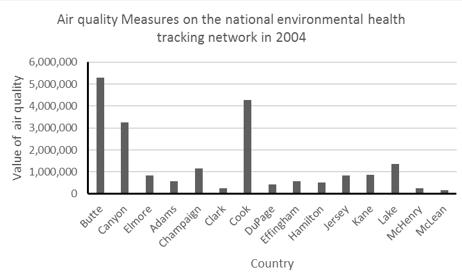 Air quality Measures on the national environmental health
tracking network in 2004
Value of air quality
6,000,000
5,000,000
4,000,000
3,000,000
2,000,000
1,000,000
0
Butte
Canyon
Elmore
Adams
Champaign
Clark
Cook
DuPage
Effingham
Hamilton
Jersey
Kane
Lake
McHenry
McLean
Country